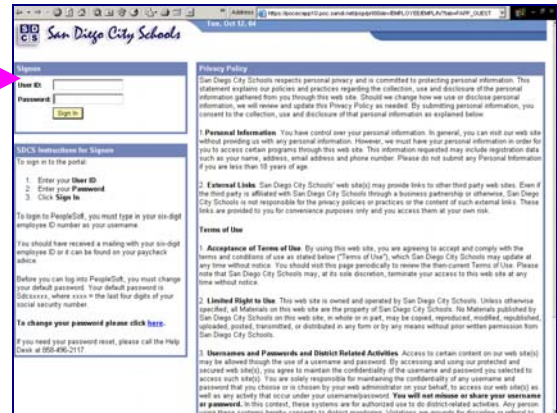 Address
SD
CS
San Diego City Schools
Tue, Oct 12, 04
Signon
User ID:
Password:
Sign In
SDCS Instructions for Signon
To sign in to the portal:
1. Enter your User ID
2. Enter your Password
3. Click Sign In
To login to PeopleSoft, you must type in your six-digit
employee ID number as your username.
You should have received a mailing with your six-digit
employee ID or it can be found on your paycheck
advice.
Before you can log into PeopleSoft, you must change
your default password. Your default password is
Sdcsxxxx, where xxxx = the last four digits of your
social security number.
To change your password please click here.
If you need your password reset, please call the Help
Desk at 858-496-2117
Privacy Policy
San Diego City Schools respects personal privacy and is committed to protecting personal information. This
statement explains our policies and practices regarding the collection, use and disclosure of the personal
information gathered from you through this web site. Should we change how we use or disclose personal
information, we will review and update this Privacy Policy as needed. By submitting personal information, you
consent to the collection, use and disclosure of that personal information as explained below.
1.Personal Information. You have control over your personal information. In general, you can visit our web site
without providing us with any personal information. However, we must have your personal information in order for
you to access certain programs through this web site. This information requested may include registration data
such as your name, address, email address and phone number. Please do not submit any Personal Information
if you are less than 18 years of age.
2. External Links. San Diego City Schools' web site(s) may provide links to other third party web sites. Even if
the third party is affiliated with San Diego City Schools through a business partnership or otherwise, San Diego
City Schools is not responsible for the privacy policies or practices or the content of such external links. These
links are provided to you for convenience purposes only and you access them at your own risk.
Terms of Use
1. Acceptance of Terms of Use. By using this web site, you are agreeing to accept and comply with the
terms and conditions of use as stated below ("Terms of Use"), which San Diego City Schools may update at
any time without notice. You should visit this page periodically to review the then-current Terms of Use. Please
note that San Diego City Schools may, at its sole discretion, terminate your access to this web site at any
time without notice.
2. Limited Right to Use. This web site is owned and operated by San Diego City Schools. Unless otherwise
specified, all Materials on this web site are the property of San Diego City Schools. No Materials published by
San Diego City Schools on this web site, in whole or in part, may be copied, reproduced, modified, republished,
uploaded, posted, transmitted, or distributed in any form or by any means without prior written permission from
San Diego City Schools.
3. Usernames and Passwords and District Related Activities. Access to certain content on our web site(s)
may be allowed though the use of a username and password. By accessing and using our protected and
secured web site(s), you agree to maintain the confidentiality of the username and password you selected to
access such site(s). You are solely responsible for maintaining the confidentiality of any username and
password that you choose or is chosen by your web administrator on your behalf, to access our web site(s) as
well as any activity that occur under your username/password. You will not misuse or share your username
or password. In this context, these systems are for authorized use to do district-related activities. Any person
using these systems hereby consents to district monitoring. Violations are grounds for discipline or referral to